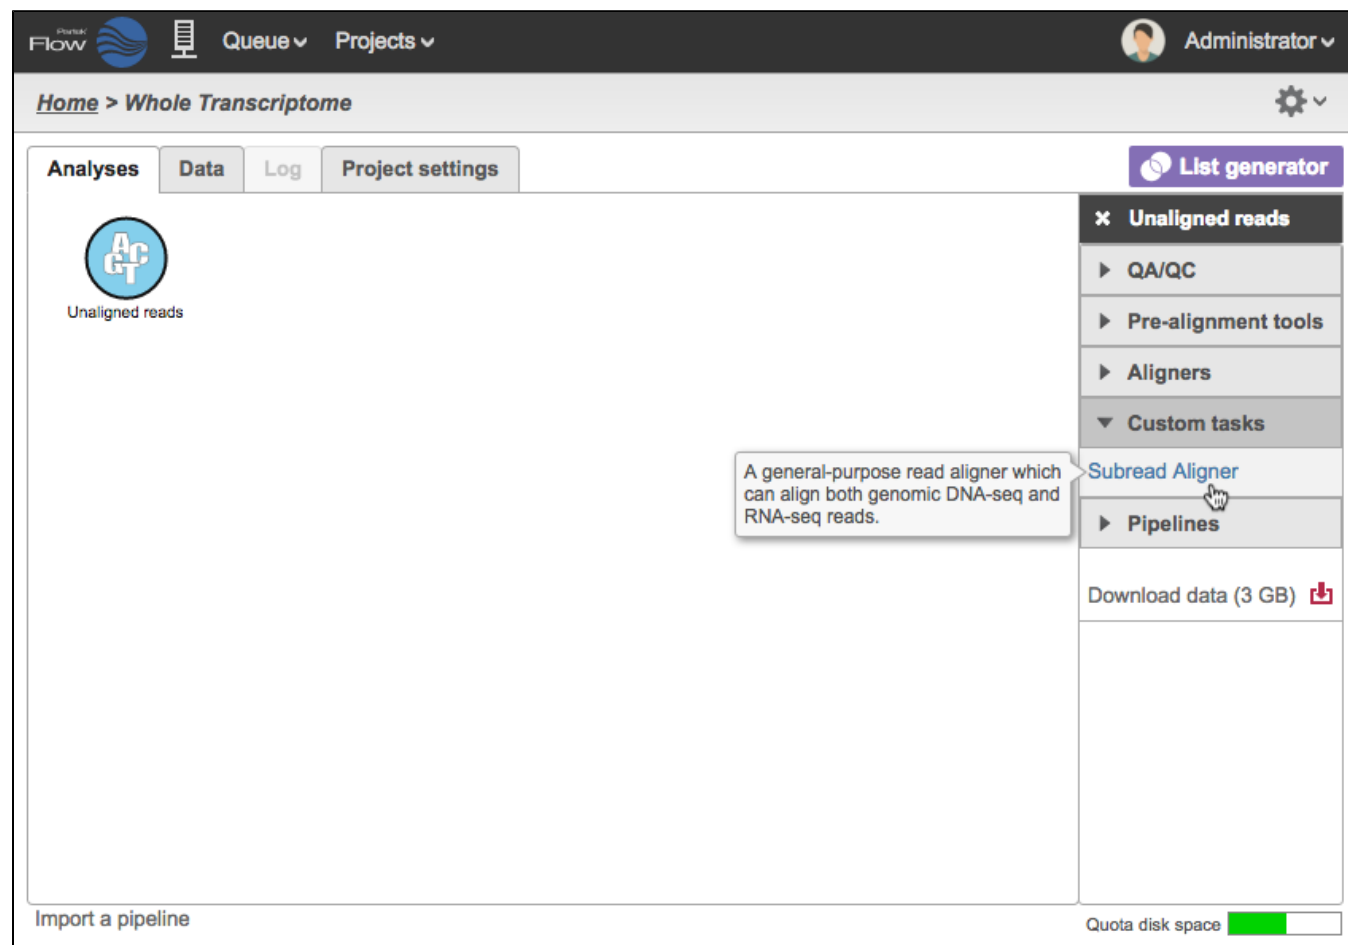 Partek
Flow
Queue
Projects
Administrator
Home > Whole Transcriptome
Analyses
Data
Log
Project settings
List generator
ACGT
Unaligned reads
Unaligned reads
QA/QC
Pre-alignment tools
Aligners
Custom tasks
A general-purpose read aligner which
can align both genomic DNA-seq and
RNA-seq reads.
Subread Aligner
Pipelines
Download data (3 GB)
Import a pipeline
Quota disk space